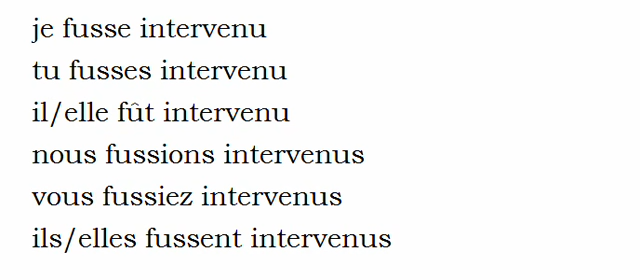 je fusse intervenu
tu fusses intervenu
il/elle fût intervenu
nous fussions intervenus
vous fussiez intervenus
ils/elles fussent intervenus